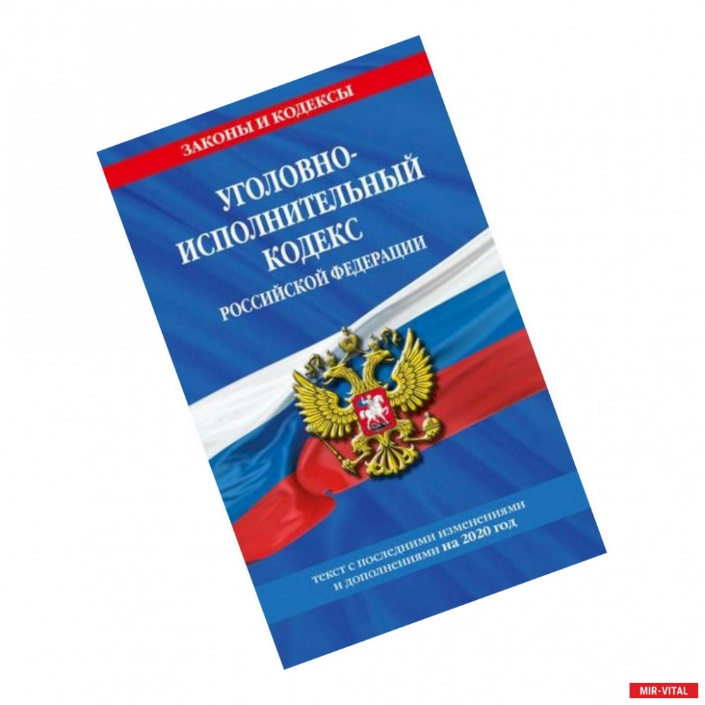 ЗАКОНЫ И КОДЕКСЫ
УГОЛОВНО-
ИСПОЛНИТЕЛЬНЫЙ
КОДЕКС
РОССИЙСКОЙ ФЕДЕРАЦИИ
текст с последними изменениями
и дополнениями на 2020 год
MIR-VITAL